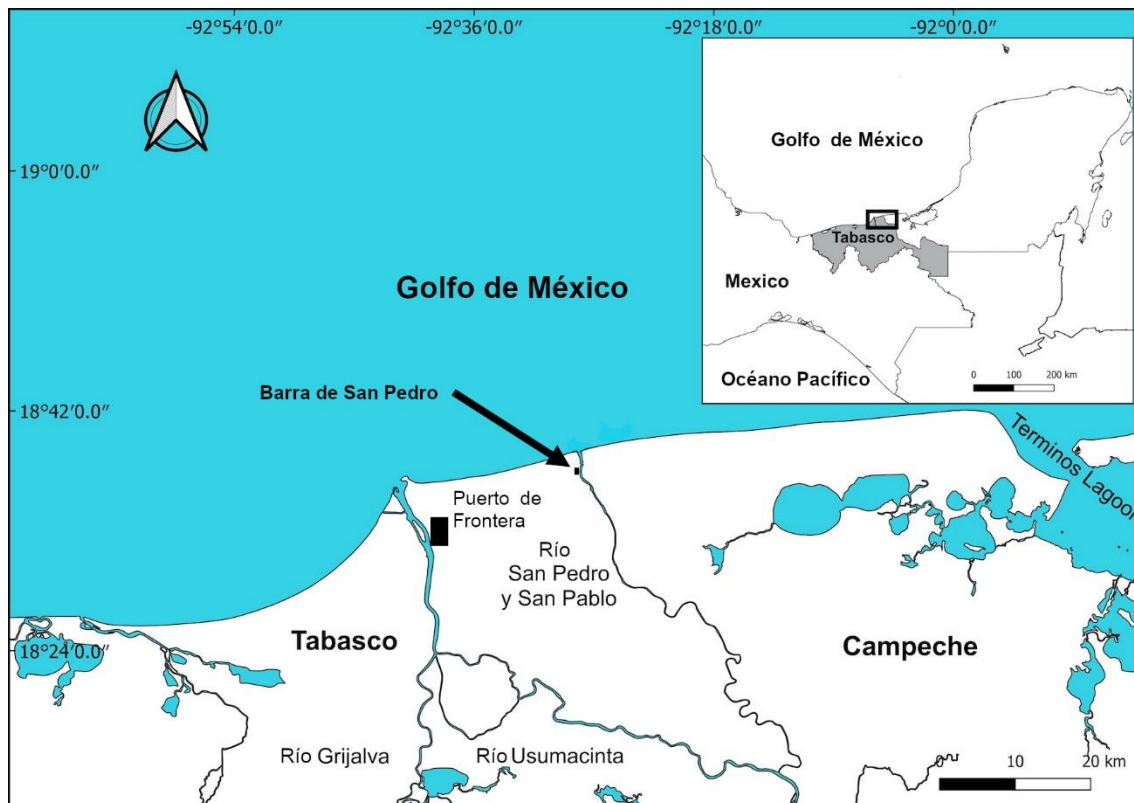 -92°54′0.0″
-92°36′0.0″
-92°18′0.0″
-92°0′0.0″
19°0′0.0″
18°42′0.0″
18°24′0.0″
Golfo de México
Tabasco
Mexico
Océano Pacífico
0 100 200 km
Golfo de México
Barra de San Pedro
Terminos Lagoon
Puerto de
Frontera
Río
San Pedro
y San Pablo
Tabasco
Campeche
Río Grijalva
Río Usumacinta
0 10 20 km